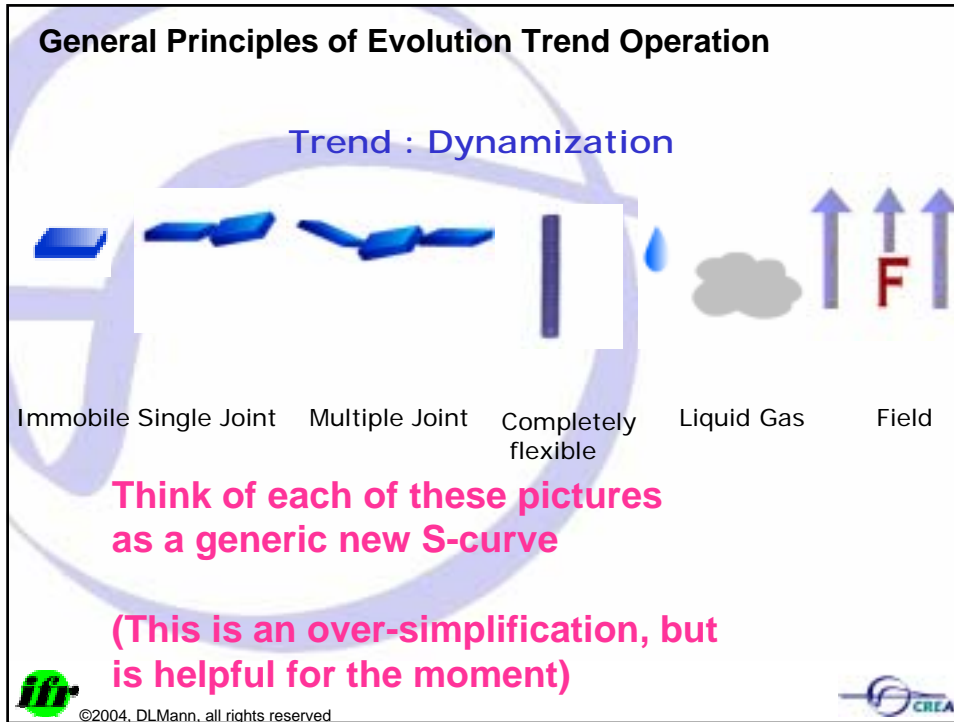 General Principles of Evolution Trend Operation
Trend : Dynamization
F
Immobile Single Joint Multiple Joint Completely flexible Liquid Gas Field
Think of each of these pictures
as a generic new S-curve
(This is an over-simplification, but
is helpful for the moment)
ifr
©2004, DLMann, all rights reserved
CREA